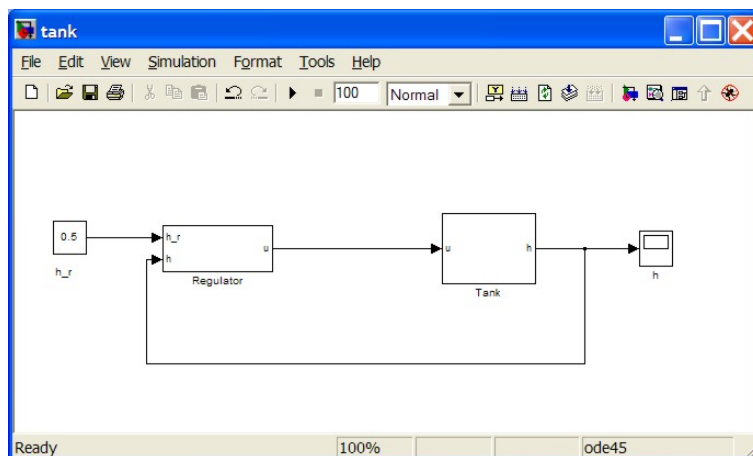 tank
File Edit View Simulation Format Tools Help
100 Normal
0.5
h_r
h_r
h
u
Regulator
u
h
Tank
h
Ready 100% ode45